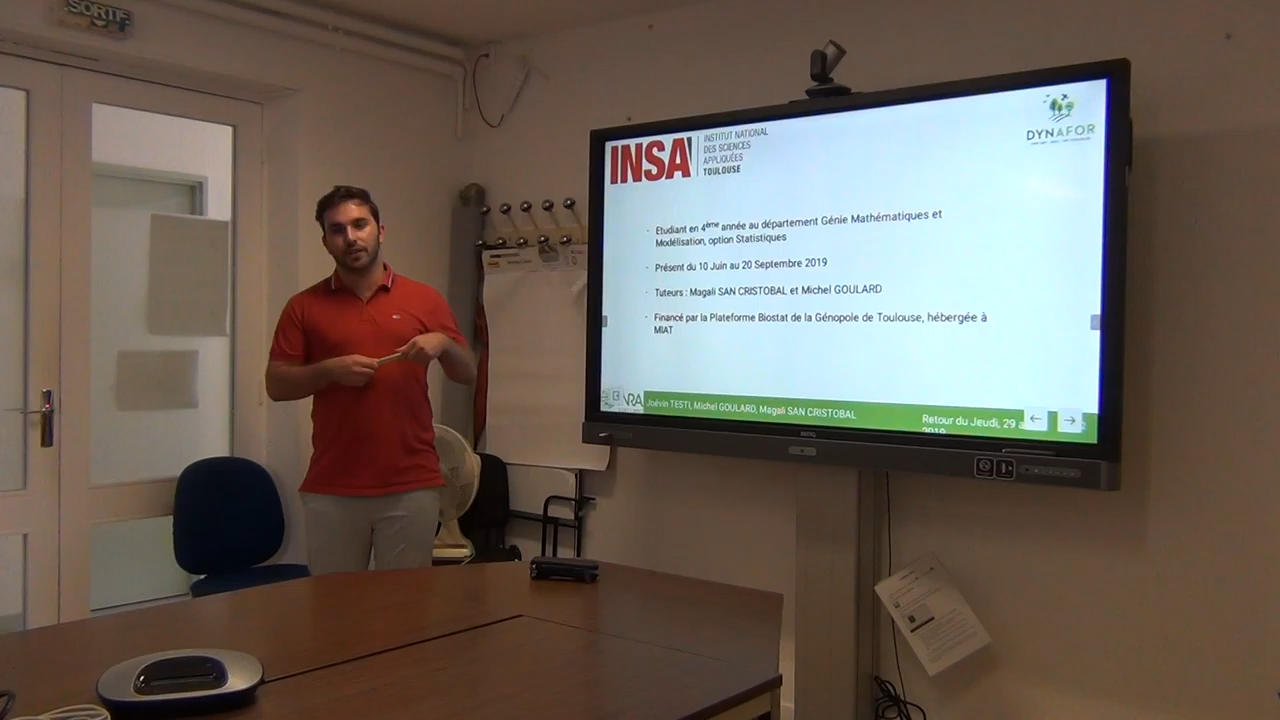 SORTIE
INSA
INSTITUT NATIONAL
DES SCIENCES
APPLIQUÉES
TOULOUSE
DYNAFOR
- Etudiant en 4ème année au département Génie Mathématiques et
Modélisation, option Statistiques
- Présent du 10 Juin au 20 Septembre 2019
- Tuteurs : Magali SAN CRISTOBAL et Michel GOULARD
- Financé par la Plateforme Biostat de la Génopole de Toulouse, hébergée à
MIAT
Joévin TESTI, Michel GOULARD, Magali SAN CRISTOBAL
Retour du Jeudi, 29
2019
BenQ